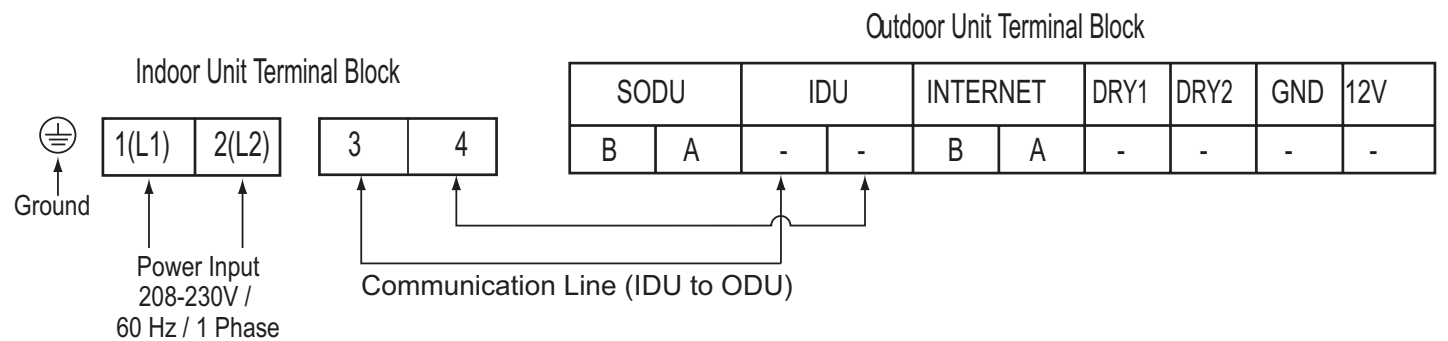 Outdoor Unit Terminal Block
Indoor Unit Terminal Block
SODU IDU INTERNET DRY1 DRY2 GND 12V
1(L1) 2(L2) 3 4
B A - - B A - - - -
Ground
Power Input
208-230V /
60 Hz / 1 Phase
Communication Line (IDU to ODU)